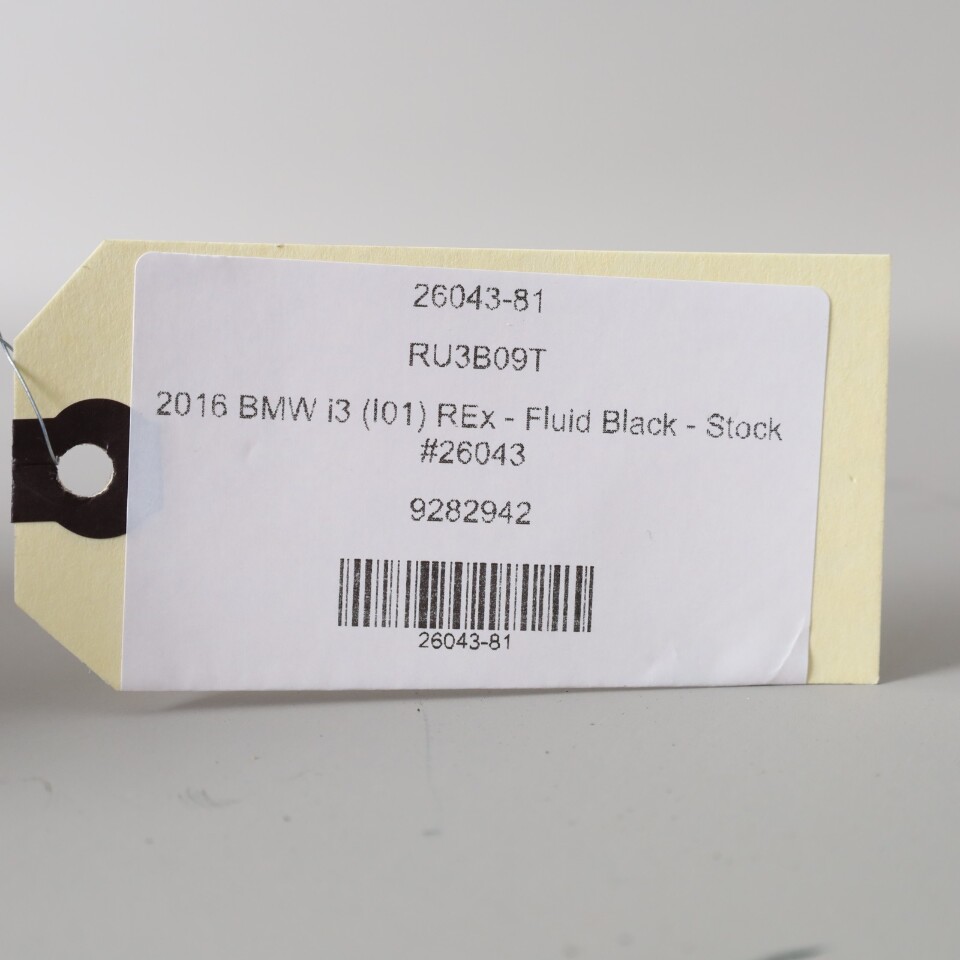 26043-81
RU3B09T
2016 BMW i3 (I01) REx - Fluid Black - Stock
#26043
9282942
26043-81